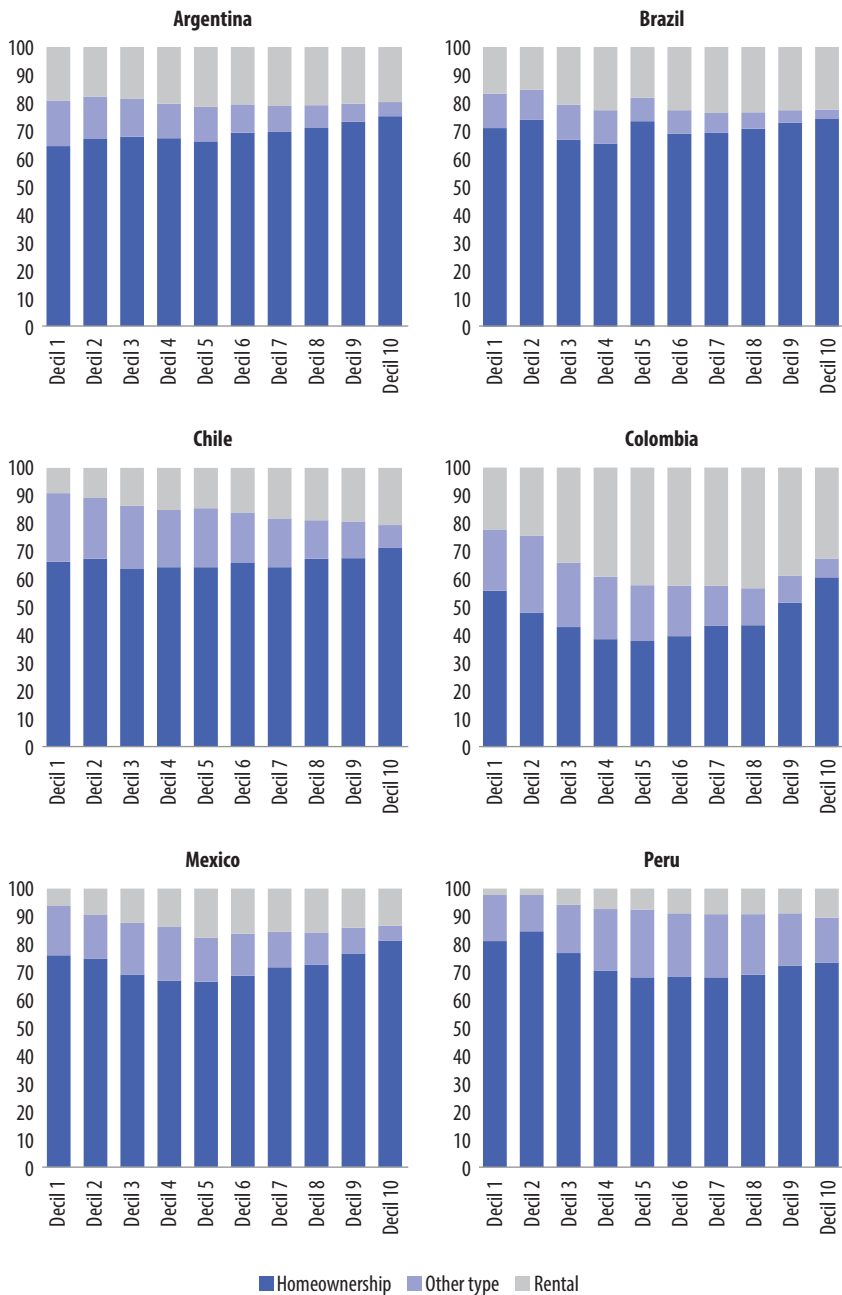 Argentina
100
90
80
70
60
50
40
30
20
10
0
Decil 1
Decil 2
Decil 3
Decil 4
Decil 5
Decil 6
Decil 7
Decil 8
Decil 9
Decil 10
Brazil
100
90
80
70
60
50
40
30
20
10
0
Decil 1
Decil 2
Decil 3
Decil 4
Decil 5
Decil 6
Decil 7
Decil 8
Decil 9
Decil 10
Chile
100
90
80
70
60
50
40
30
20
10
0
Decil 1
Decil 2
Decil 3
Decil 4
Decil 5
Decil 6
Decil 7
Decil 8
Decil 9
Decil 10
Colombia
100
90
80
70
60
50
40
30
20
10
0
Decil 1
Decil 2
Decil 3
Decil 4
Decil 5
Decil 6
Decil 7
Decil 8
Decil 9
Decil 10
Mexico
100
90
80
70
60
50
40
30
20
10
0
Decil 1
Decil 2
Decil 3
Decil 4
Decil 5
Decil 6
Decil 7
Decil 8
Decil 9
Decil 10
Peru
100
90
80
70
60
50
40
30
20
10
0
Decil 1
Decil 2
Decil 3
Decil 4
Decil 5
Decil 6
Decil 7
Decil 8
Decil 9
Decil 10
Homeownership Other type Rental